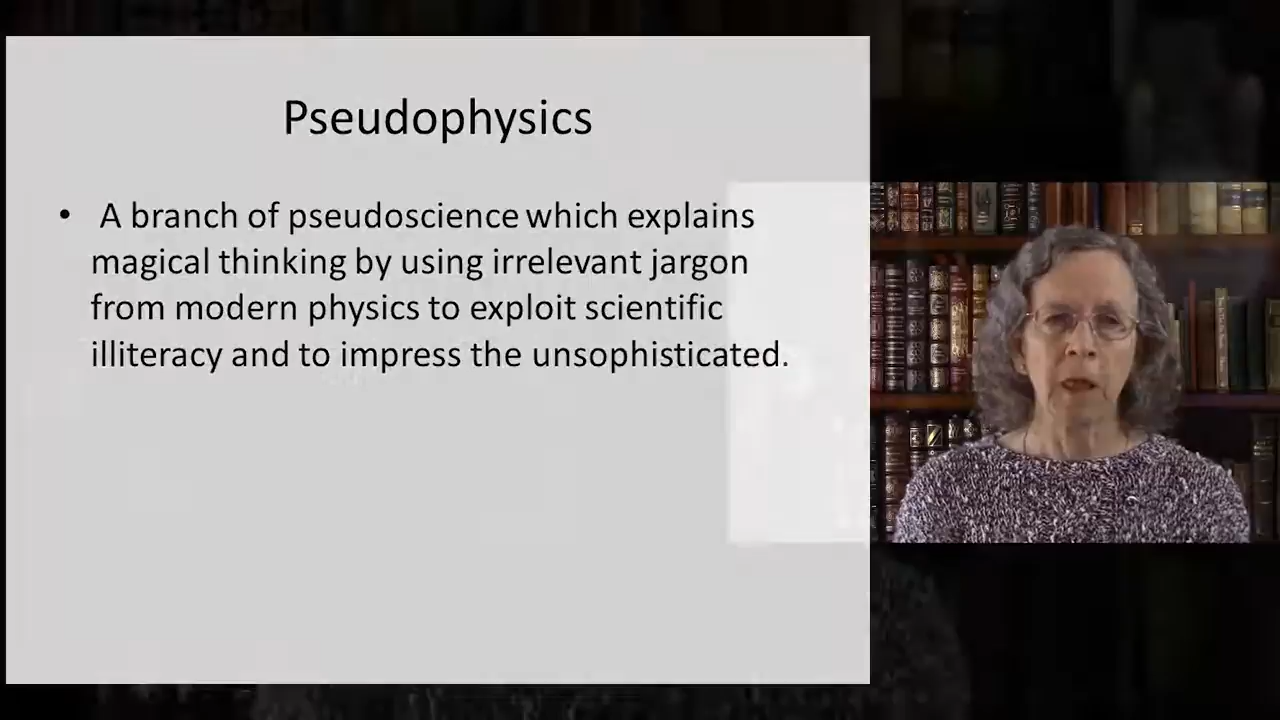 Pseudophysics
• A branch of pseudoscience which explains
magical thinking by using irrelevant jargon
from modern physics to exploit scientific
illiteracy and to impress the unsophisticated.